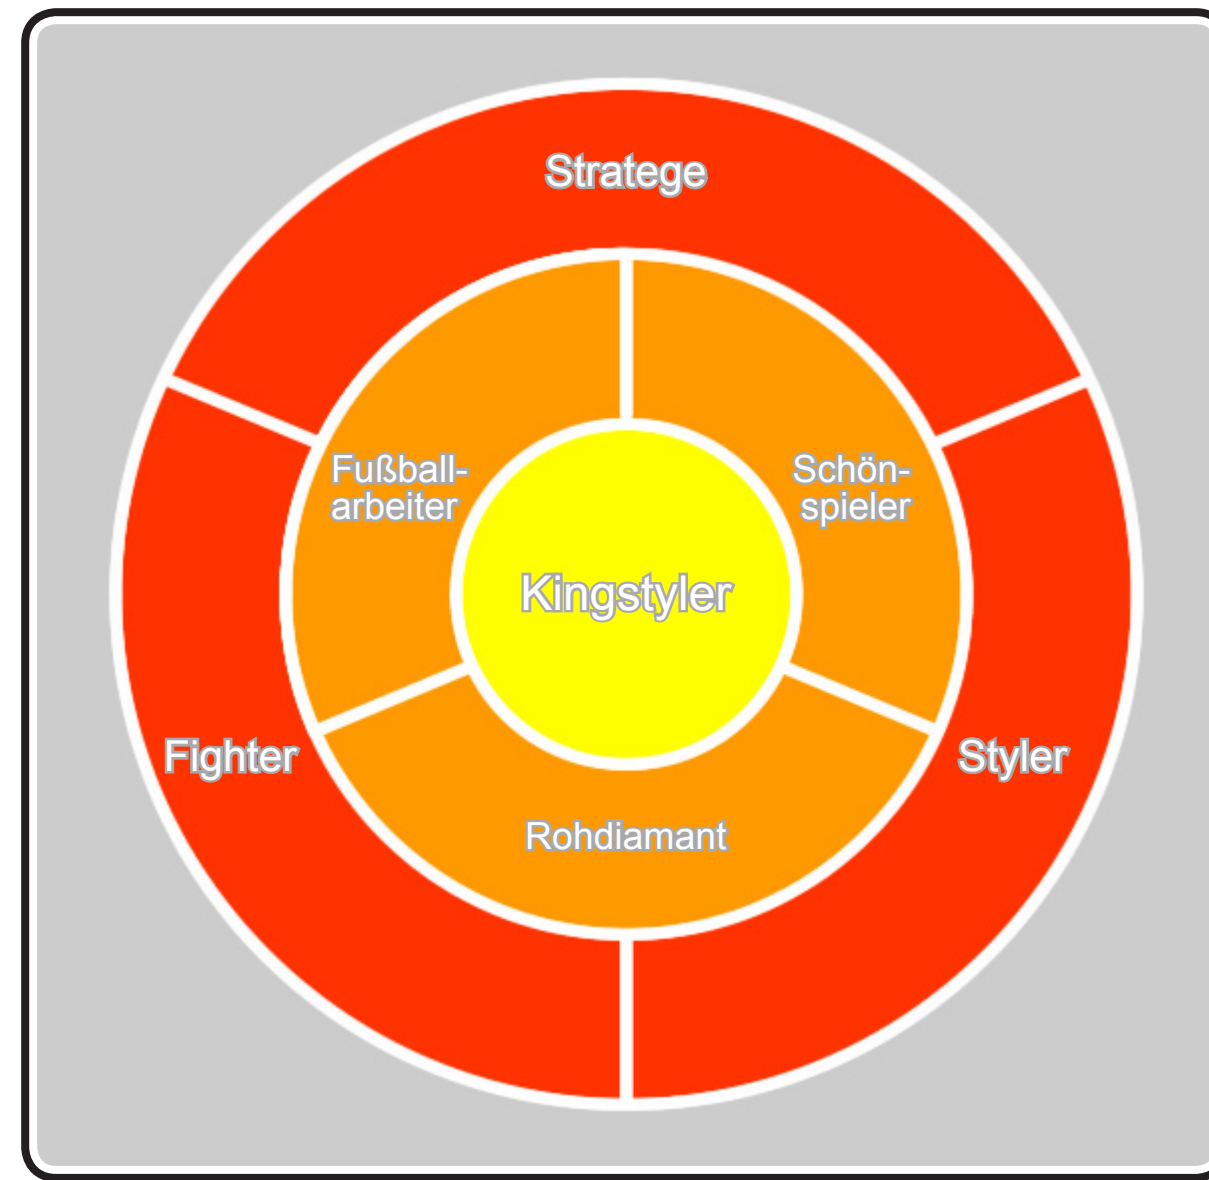 Stratege
Fußball-
arbeiter
Schön-
spieler
Kingstyler
Fighter
Styler
Rohdiamant